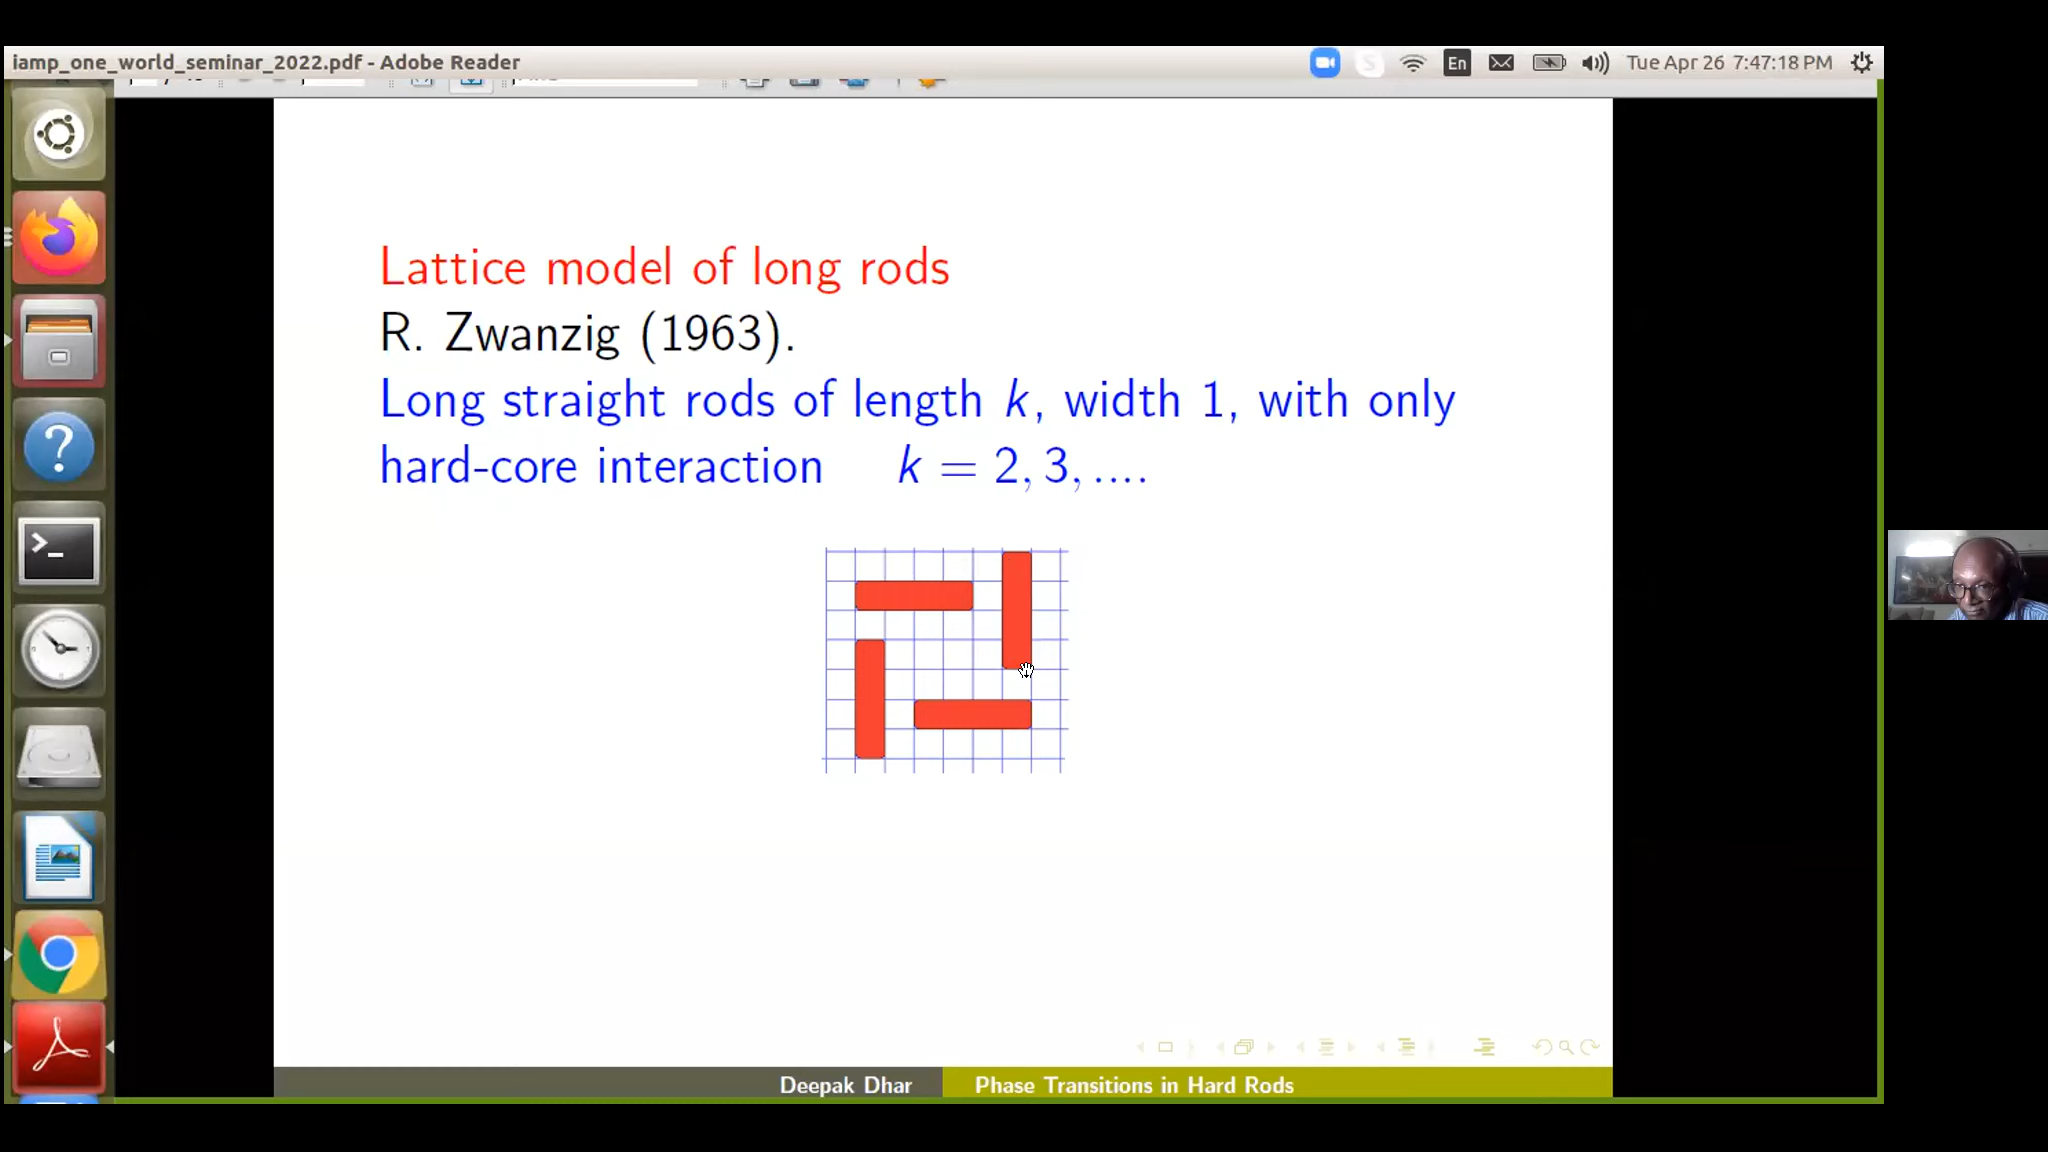 iamp_one_world_seminar_2022.pdf - Adobe Reader
En
Tue Apr 26 7:47:18 PM
Lattice model of long rods
R. Zwanzig (1963).
Long straight rods of length k, width 1, with only
hard-core interaction k = 2, 3, ....
Deepak Dhar
Phase Transitions in Hard Rods